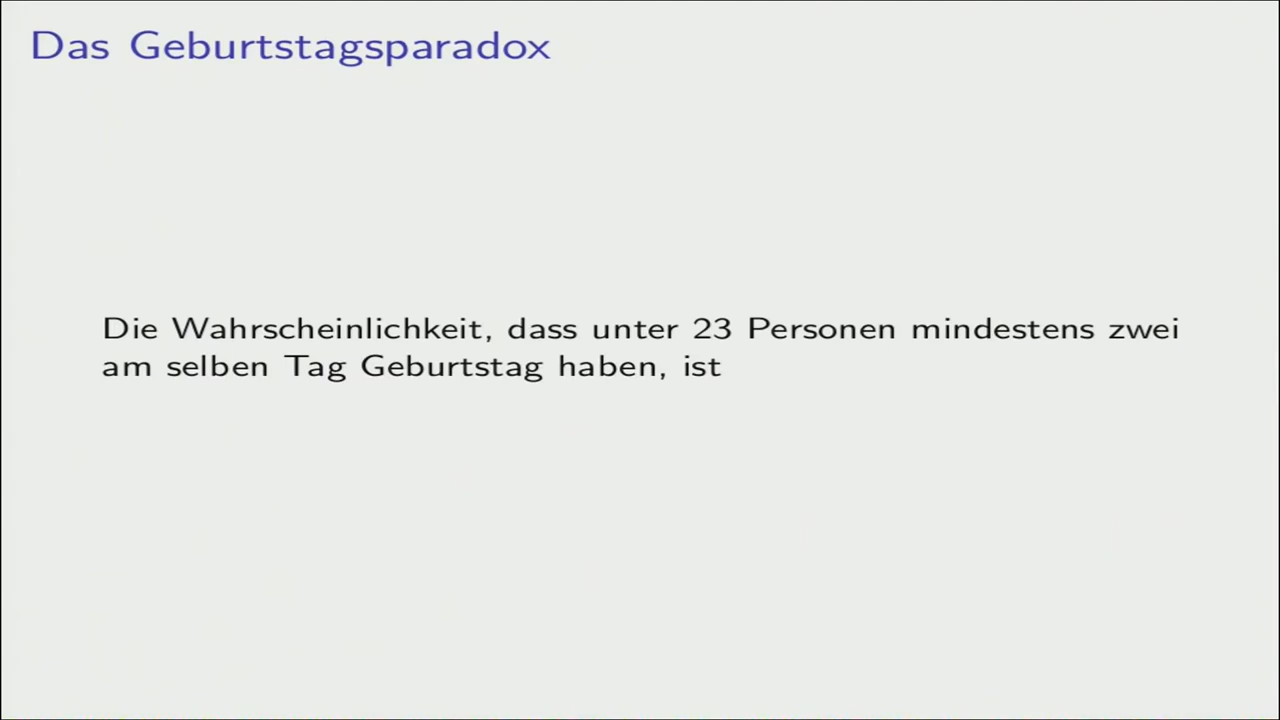 Das Geburtstagsparadox
Die Wahrscheinlichkeit, dass unter 23 Personen mindestens zwei
am selben Tag Geburtstag haben, ist